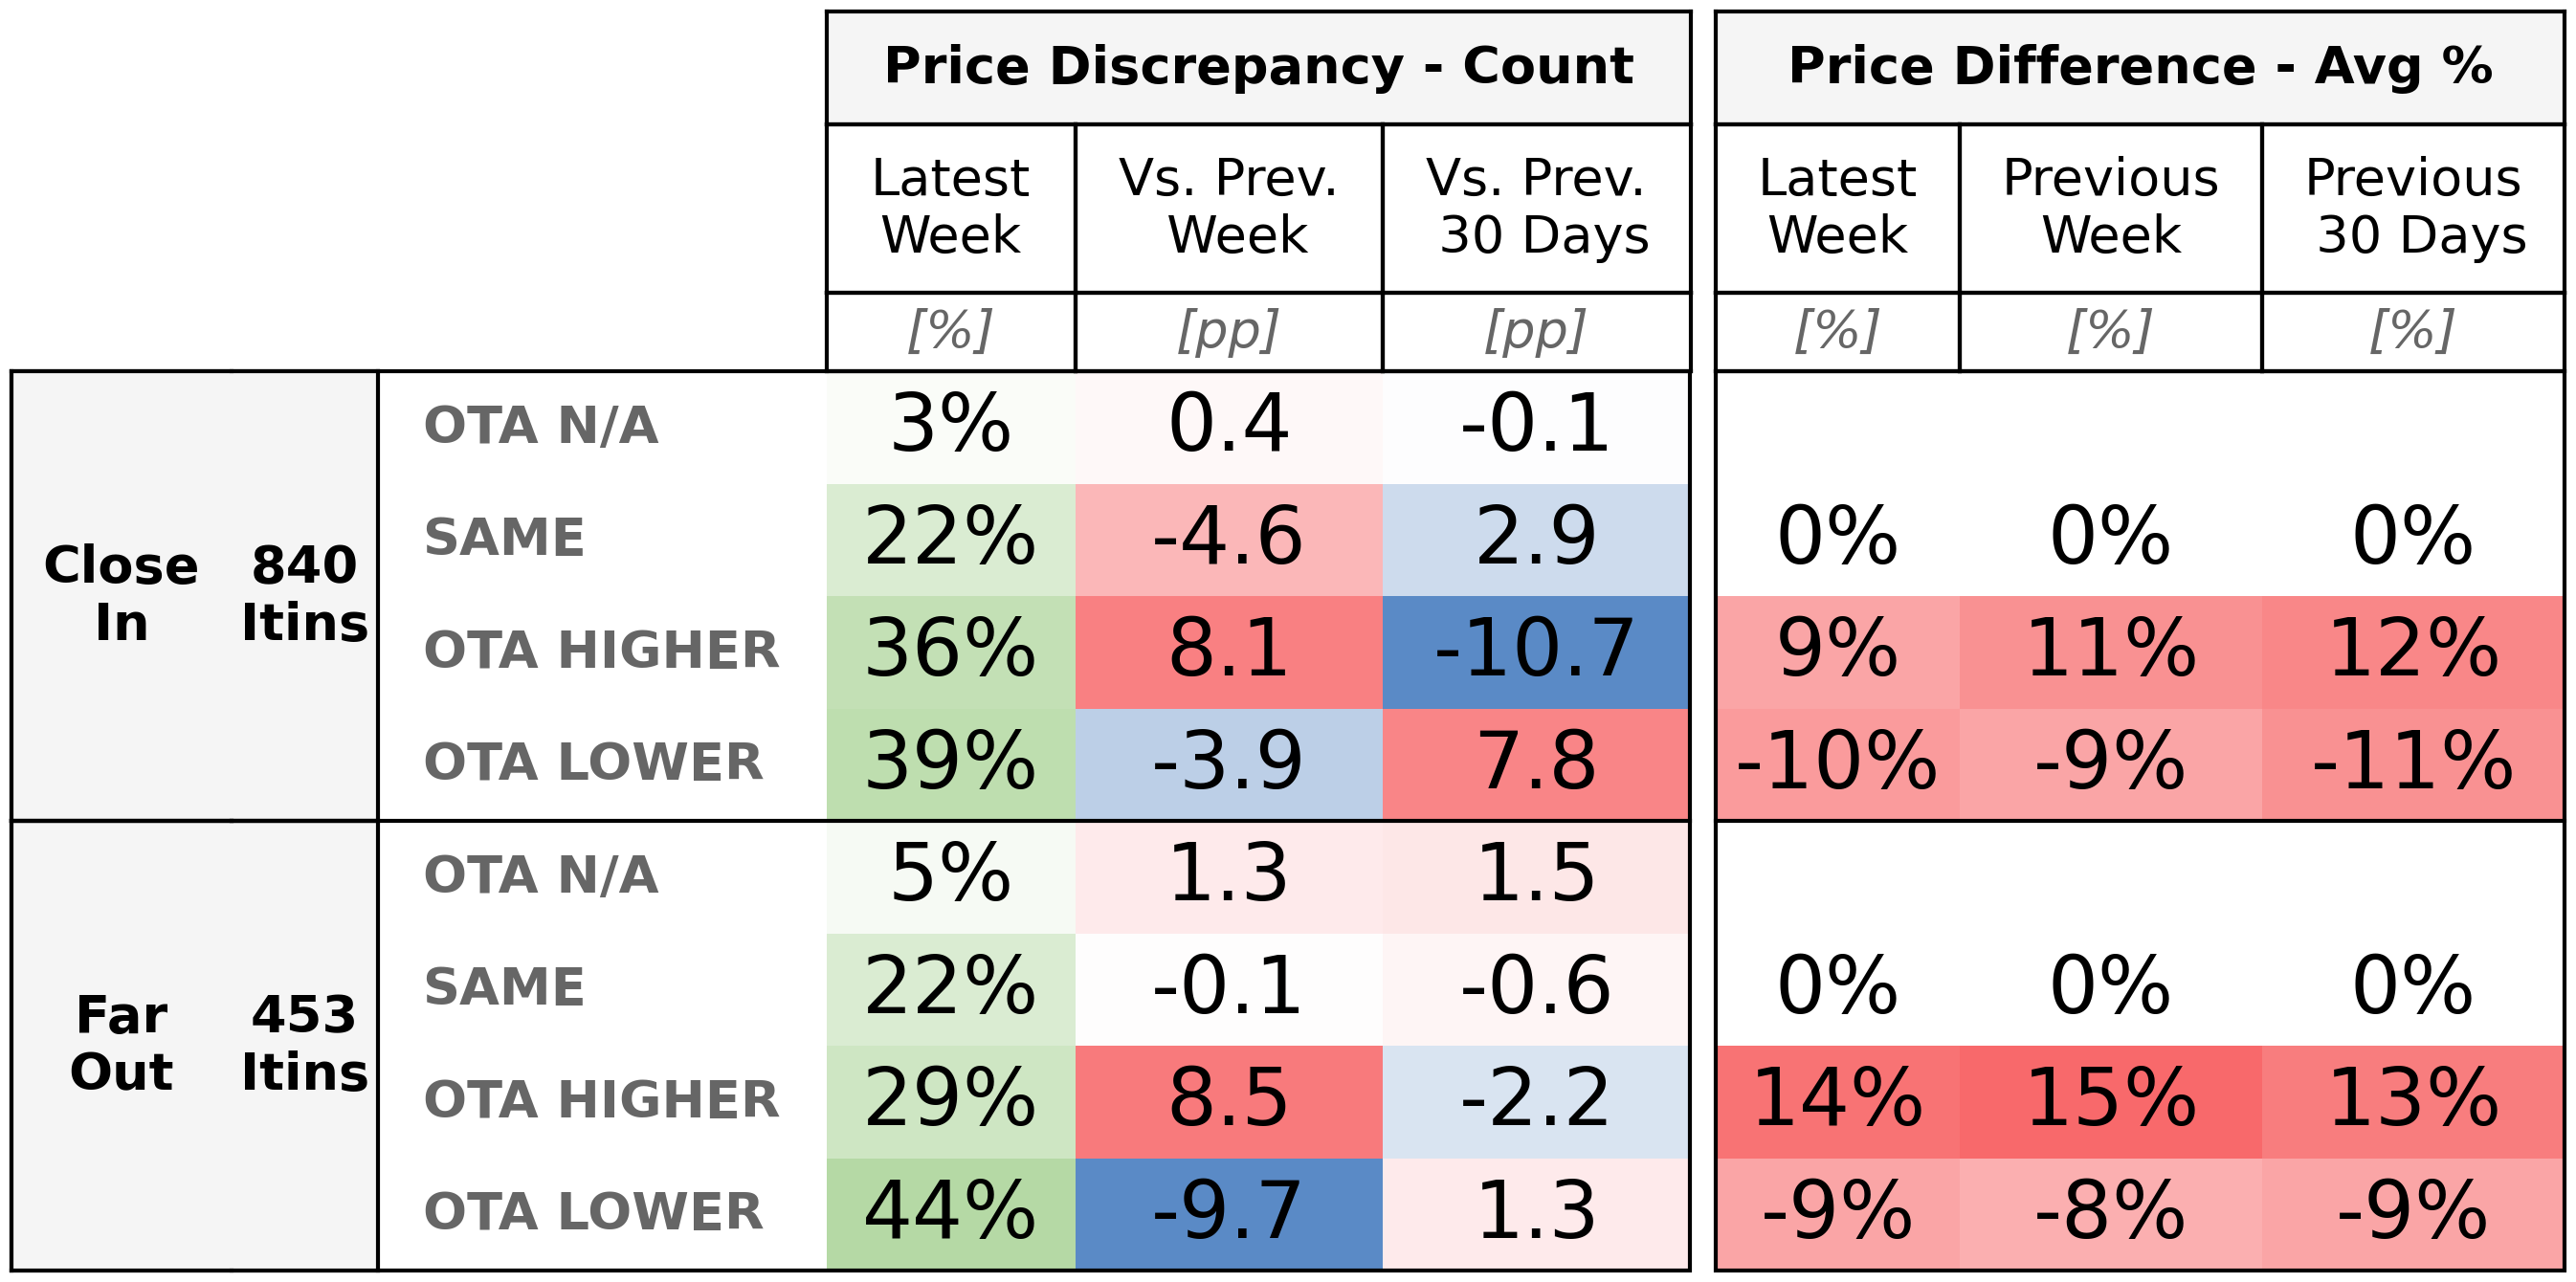 Price Discrepancy - Count Price Difference - Avg %
Latest Week Vs. Prev. Week Vs. Prev. 30 Days Latest Week Previous Week Previous 30 Days
[%] [pp] [pp] [%] [%] [%]
Close In 840 Itins
OTA N/A 3% 0.4 -0.1
SAME 22% -4.6 2.9 0% 0% 0%
OTA HIGHER 36% 8.1 -10.7 9% 11% 12%
OTA LOWER 39% -3.9 7.8 -10% -9% -11%
Far Out 453 Itins
OTA N/A 5% 1.3 1.5
SAME 22% -0.1 -0.6 0% 0% 0%
OTA HIGHER 29% 8.5 -2.2 14% 15% 13%
OTA LOWER 44% -9.7 1.3 -9% -8% -9%